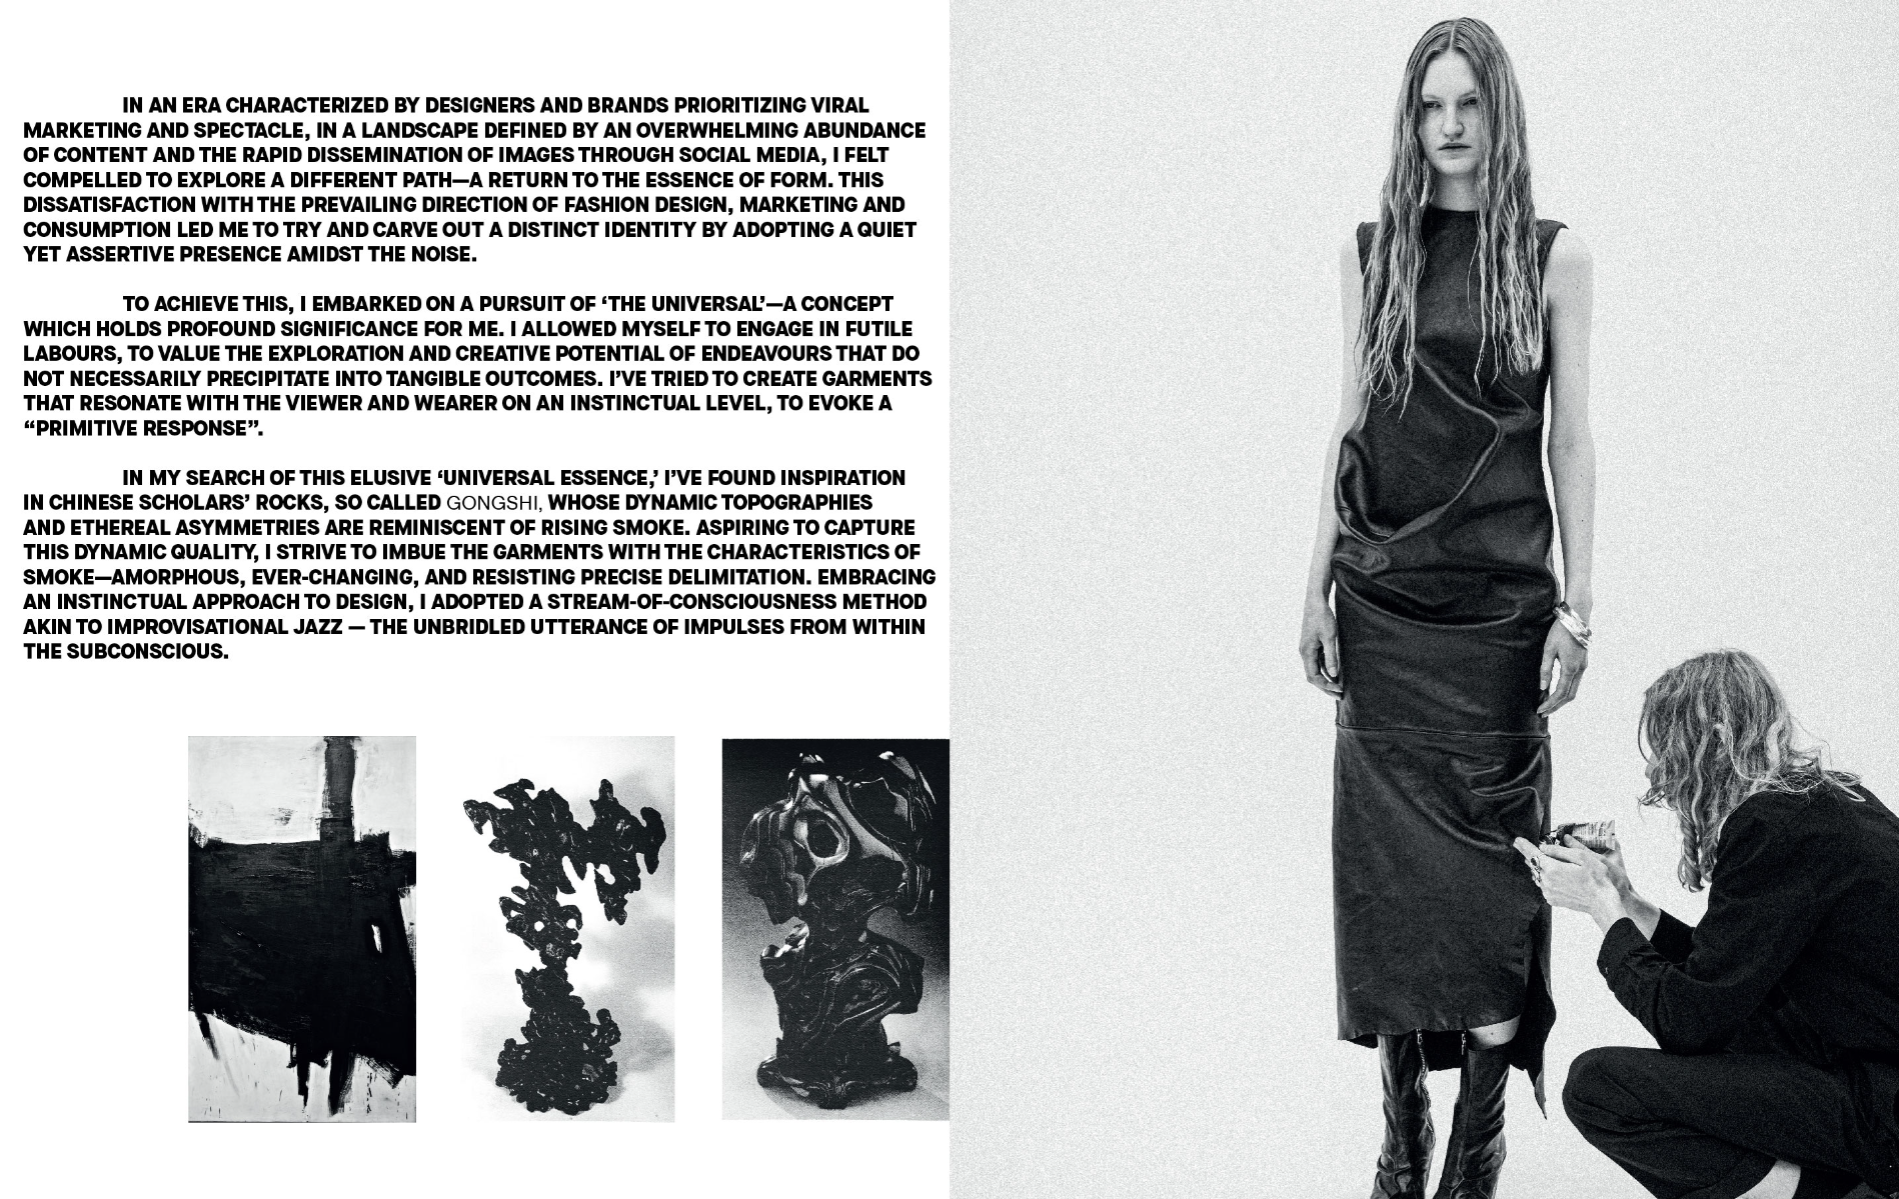 IN AN ERA CHARACTERIZED BY DESIGNERS AND BRANDS PRIORITIZING VIRAL
MARKETING AND SPECTACLE, IN A LANDSCAPE DEFINED BY AN OVERWHELMING ABUNDANCE
OF CONTENT AND THE RAPID DISSEMINATION OF IMAGES THROUGH SOCIAL MEDIA, I FELT
COMPELLED TO EXPLORE A DIFFERENT PATH—A RETURN TO THE ESSENCE OF FORM. THIS
DISSATISFACTION WITH THE PREVAILING DIRECTION OF FASHION DESIGN, MARKETING AND
CONSUMPTION LED ME TO TRY AND CARVE OUT A DISTINCT IDENTITY BY ADOPTING A QUIET
YET ASSERTIVE PRESENCE AMIDST THE NOISE.
TO ACHIEVE THIS, I EMBARKED ON A PURSUIT OF ‘THE UNIVERSAL’—A CONCEPT
WHICH HOLDS PROFOUND SIGNIFICANCE FOR ME. I ALLOWED MYSELF TO ENGAGE IN FUTILE
LABOURS, TO VALUE THE EXPLORATION AND CREATIVE POTENTIAL OF ENDEAVOURS THAT DO
NOT NECESSARILY PRECIPITATE INTO TANGIBLE OUTCOMES. I’VE TRIED TO CREATE GARMENTS
THAT RESONATE WITH THE VIEWER AND WEARER ON AN INSTINCTUAL LEVEL, TO EVOKE A
“PRIMITIVE RESPONSE”.
IN MY SEARCH OF THIS ELUSIVE ‘UNIVERSAL ESSENCE,’ I’VE FOUND INSPIRATION
IN CHINESE SCHOLARS’ ROCKS, SO CALLED GONGSHI, WHOSE DYNAMIC TOPOGRAPHIES
AND ETHEREAL ASYMMETRIES ARE REMINISCENT OF RISING SMOKE. ASPIRING TO CAPTURE
THIS DYNAMIC QUALITY, I STRIVE TO IMBUE THE GARMENTS WITH THE CHARACTERISTICS OF
SMOKE—AMORPHOUS, EVER-CHANGING, AND RESISTING PRECISE DELIMITATION. EMBRACING
AN INSTINCTUAL APPROACH TO DESIGN, I ADOPTED A STREAM-OF-CONSCIOUSNESS METHOD
AKIN TO IMPROVISATIONAL JAZZ — THE UNBRIDLED UTTERANCE OF IMPULSES FROM WITHIN
THE SUBCONSCIOUS.